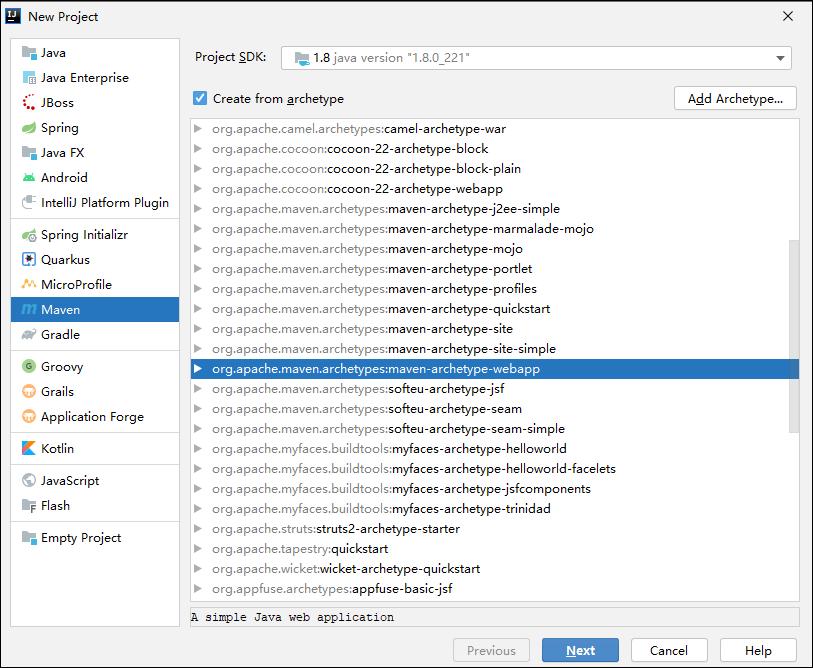 New Project
Java
Java Enterprise
JBoss
Spring
Java FX
Android
IntelliJ Platform Plugin
Spring Initializr
Quarkus
MicroProfile
Maven
Gradle
Groovy
Grails
Application Forge
Kotlin
JavaScript
Flash
Empty Project
Project SDK: 1.8 java version "1.8.0_221"
Create from archetype Add Archetype...
org.apache.camel.archetypes:camel-archetype-war
org.apache.cocoon:cocoon-22-archetype-block
org.apache.cocoon:cocoon-22-archetype-block-plain
org.apache.cocoon:cocoon-22-archetype-webapp
org.apache.maven.archetypes:maven-archetype-j2ee-simple
org.apache.maven.archetypes:maven-archetype-marmalade-mojo
org.apache.maven.archetypes:maven-archetype-mojo
org.apache.maven.archetypes:maven-archetype-portlet
org.apache.maven.archetypes:maven-archetype-profiles
org.apache.maven.archetypes:maven-archetype-quickstart
org.apache.maven.archetypes:maven-archetype-site
org.apache.maven.archetypes:maven-archetype-site-simple
org.apache.maven.archetypes:maven-archetype-webapp
org.apache.maven.archetypes:softeu-archetype-jsf
org.apache.maven.archetypes:softeu-archetype-seam
org.apache.maven.archetypes:softeu-archetype-seam-simple
org.apache.myfaces.buildtools:myfaces-archetype-helloworld
org.apache.myfaces.buildtools:myfaces-archetype-helloworld-facelets
org.apache.myfaces.buildtools:myfaces-archetype-jsfcomponents
org.apache.myfaces.buildtools:myfaces-archetype-trinidad
org.apache.struts:struts2-archetype-starter
org.apache.tapestry:quickstart
org.apache.wicket:wicket-archetype-quickstart
org.appfuse.archetypes:appfuse-basic-jsf
A simple Java web application
Previous Next Cancel Help